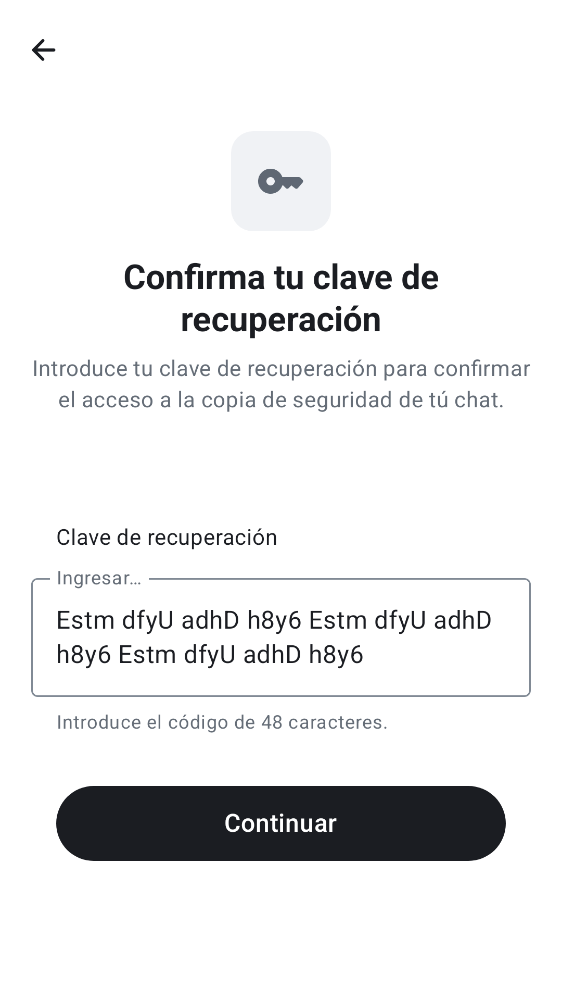 Confirma tu clave de
recuperación
Introduce tu clave de recuperación para confirmar
el acceso a la copia de seguridad de tú chat.
Clave de recuperación
Ingresar...
Estm dfyU adhD h8y6 Estm dfyU adhD
h8y6 Estm dfyU adhD h8y6
Introduce el código de 48 caracteres.
Continuar